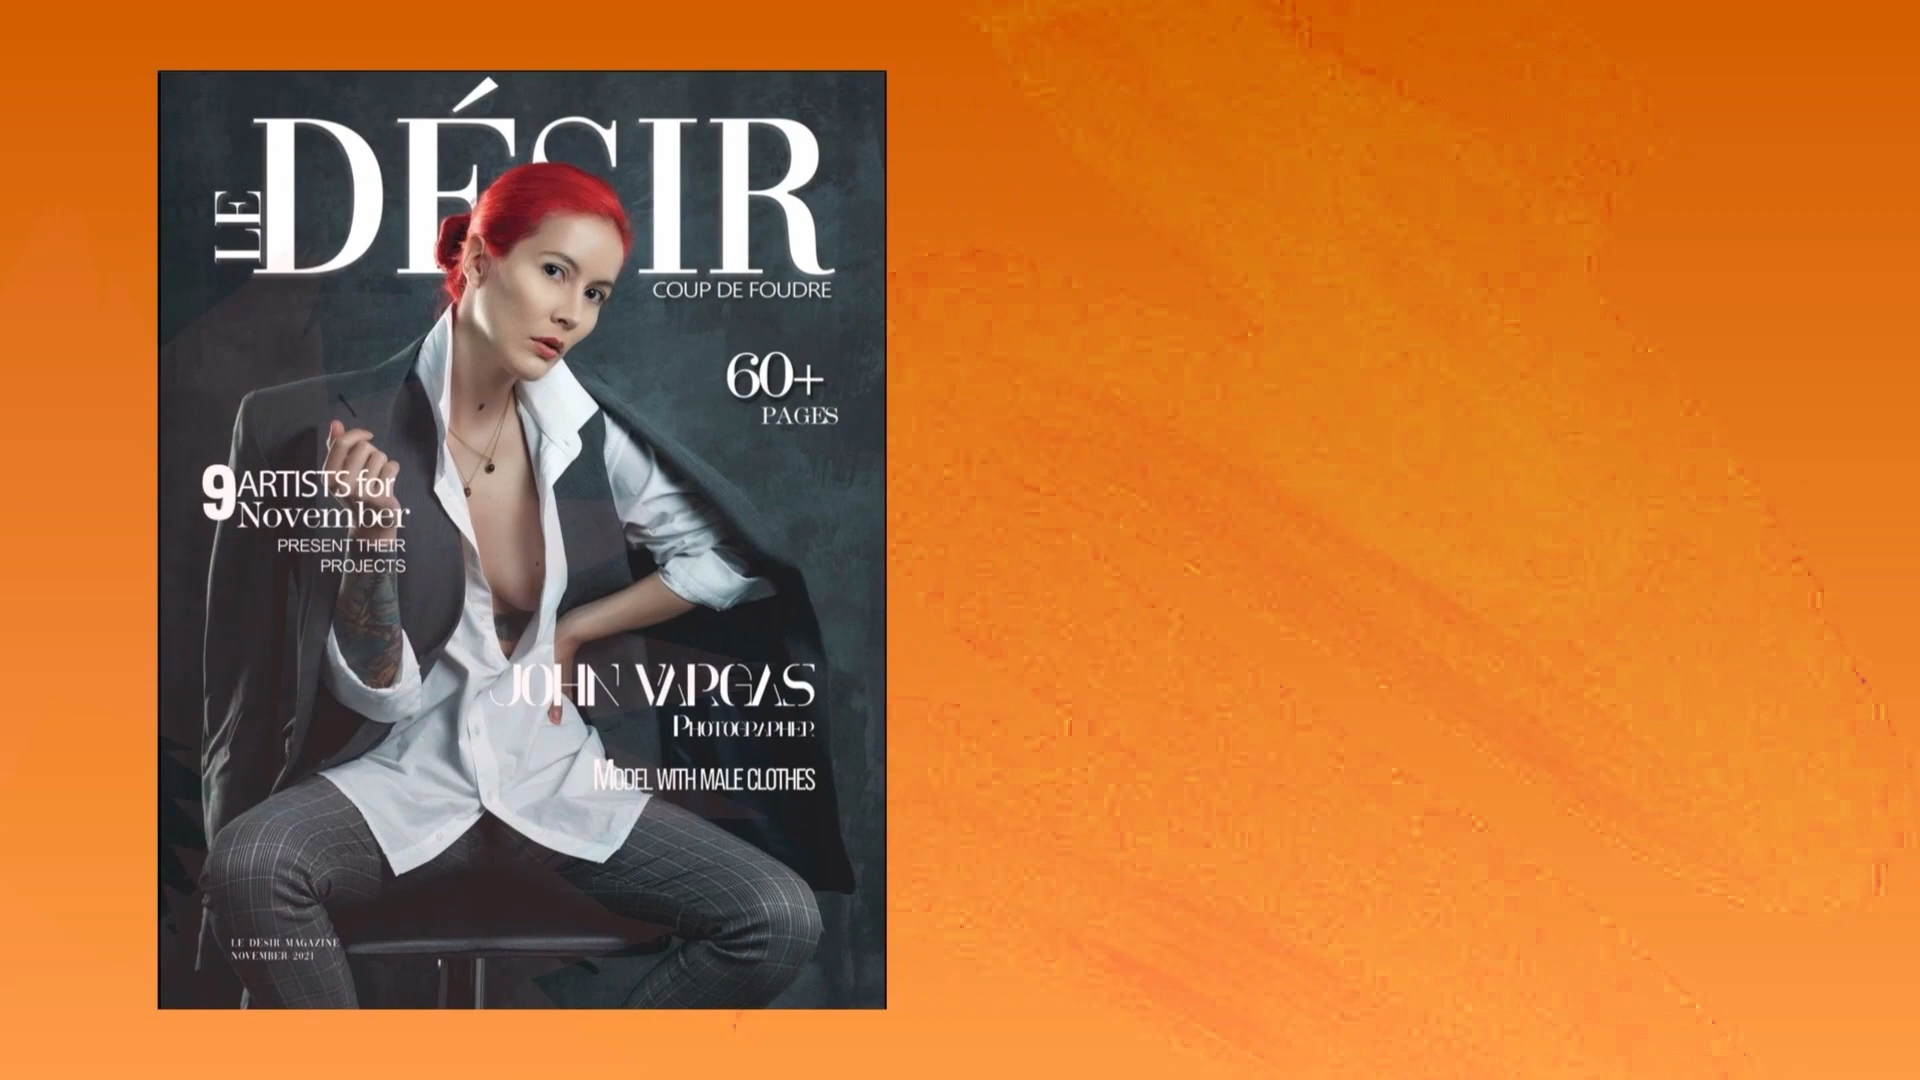 LE DÉSIR
COUP DE FOUDRE
60+
PAGES
9 ARTISTS for
November
PRESENT THEIR
PROJECTS
JOHN VARGAS
PHOTOGRAPHER
MODEL WITH MALE CLOTHES
LE DESIR MAGAZINE
NOVEMBER 2021